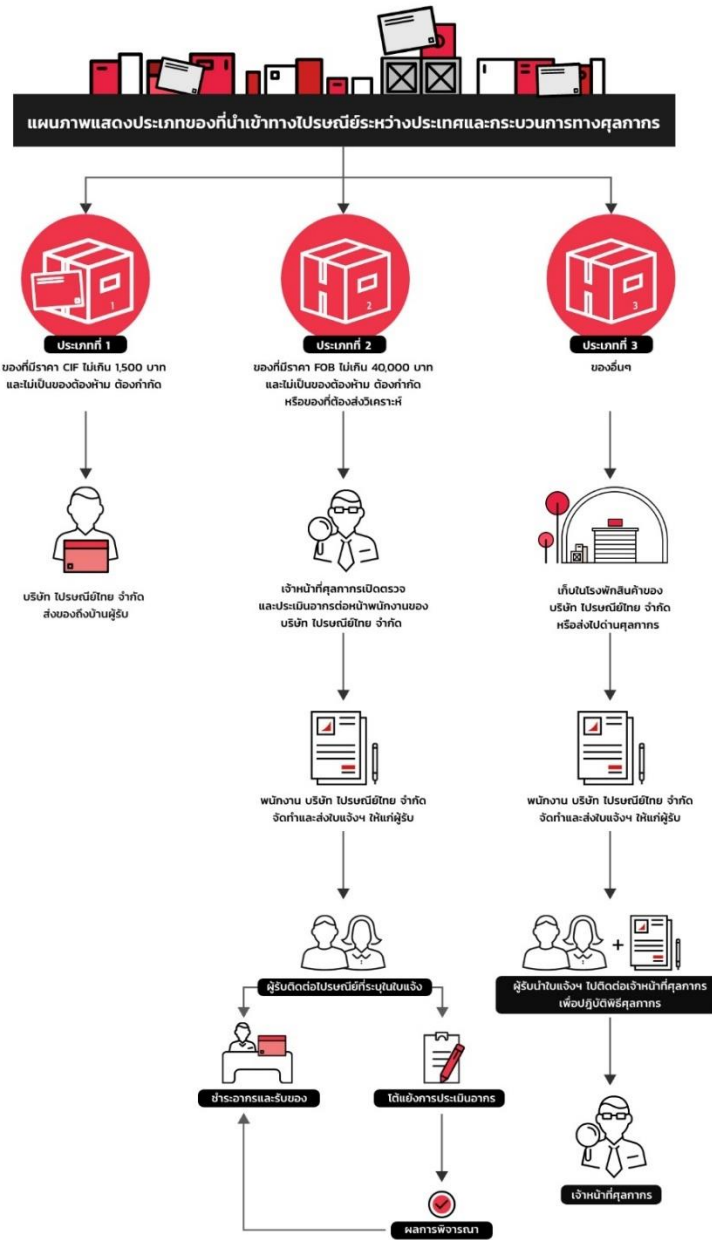 แผนภาพแสดงประเภทของที่นำเข้าทางไปรษณีย์ระหว่างประเทศและกระบวนการทางศุลกากร
1
ประเภทที่ 1
ของที่มีราคา CIF ไม่เกิน 1,500 บาท
และไม่เป็นของต้องห้าม ต้องกำกัด
บริษัท ไปรษณีย์ไทย จำกัด
ส่งของถึงบ้านผู้รับ
2
ประเภทที่ 2
ของที่มีราคา FOB ไม่เกิน 40,000 บาท
และไม่เป็นของต้องห้าม ต้องกำกัด
หรือของที่ต้องส่งวิเคราะห์
เจ้าหน้าที่ศุลกากรเปิดตรวจ
และประเมินอากรต่อหน้าพนักงานของ
บริษัท ไปรษณีย์ไทย จำกัด
พนักงาน บริษัท ไปรษณีย์ไทย จำกัด
จัดทำและส่งใบแจ้งฯ ให้แก่ผู้รับ
ผู้รับติดต่อไปรษณีย์ที่ระบุในใบแจ้ง
ชำระอากรและรับของ
โต้แย้งการประเมินอากร
ผลการพิจารณา
3
ประเภทที่ 3
ของอื่นๆ
เก็บในโรงพักสินค้าของ
บริษัท ไปรษณีย์ไทย จำกัด
หรือส่งไปด่านศุลกากร
พนักงาน บริษัท ไปรษณีย์ไทย จำกัด
จัดทำและส่งใบแจ้งฯ ให้แก่ผู้รับ
+
ผู้รับนำใบแจ้งฯ ไปติดต่อเจ้าหน้าที่ศุลกากร
เพื่อปฏิบัติพิธีศุลกากร
เจ้าหน้าที่ศุลกากร